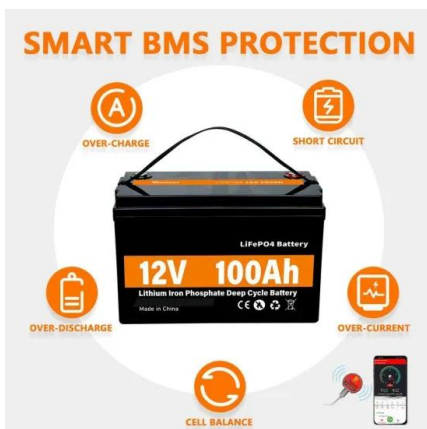 SMART BMS PROTECTION
A
OVER-CHARGE
SHORT CIRCUIT
LiFePO4 Battery
12V 100Ah
Lithium Iron Phosphate Deep Cycle Battery
Made in China
CE
OVER-DISCHARGE
OVER-CURRENT
CELL BALANCE